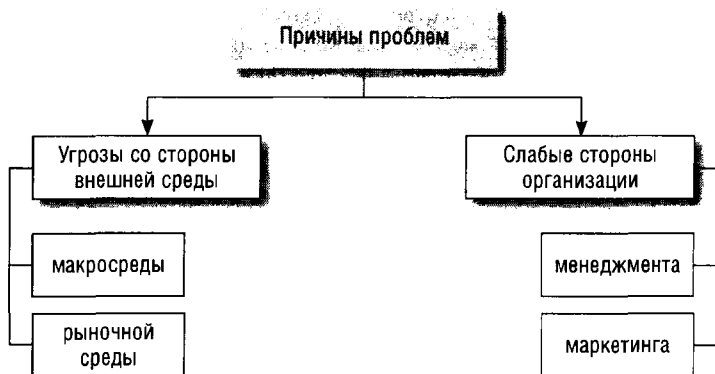 Причины проблем
Угрозы со стороны
внешней среды
Слабые стороны
организации
макросреды
менеджмента
рыночной
среды
маркетинга